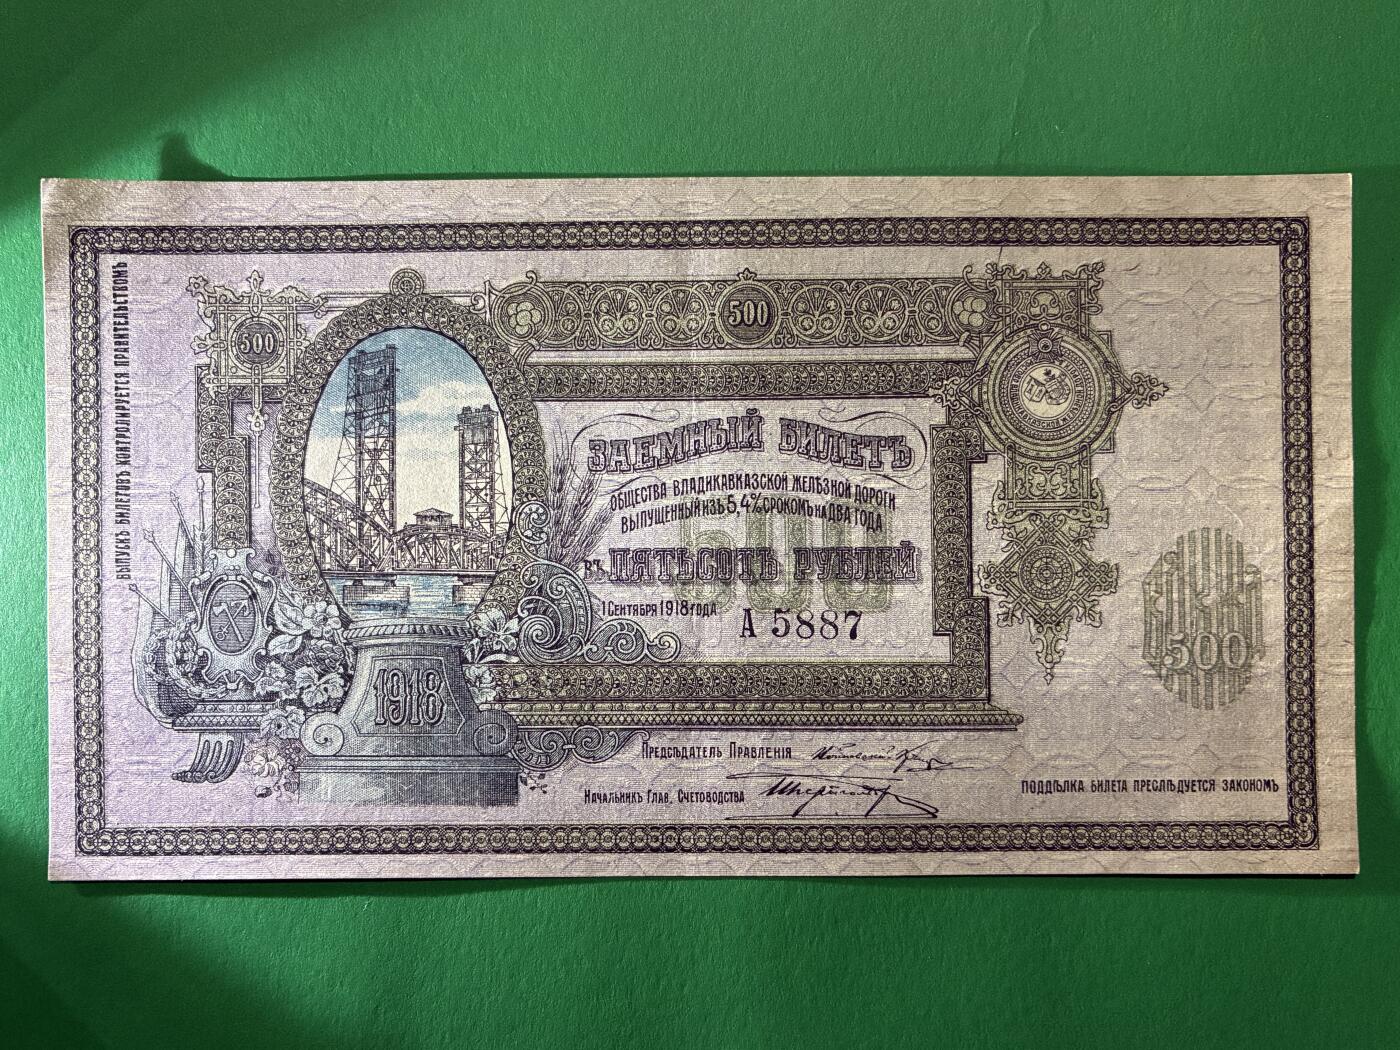 ВЫПУСКЪ БИЛЕТОВЪ КОНТРОЛИРУЕТСЯ ПРАВИТЕЛЬСТВОМЪ
500
500
ЗАЕМНЫЙ БИЛЕТЪ
ОБЩЕСТВА ВЛАДИКАВКАЗСКОЙ ЖЕЛѢЗНОЙ ДОРОГИ
ВЫПУЩЕННЫЙ ИЗЪ 5,4% СРОКОМЪ НА ДВА ГОДА
500
ВЪ ПЯТЬСОТЪ РУБЛЕЙ
1 СЕНТЯБРЯ 1918 ГОДА
А 5887
500
1918
ПРЕДСѢДАТЕЛЬ ПРАВЛЕНІЯ
НАЧАЛЬНИКЪ ГЛАВ. СЧЕТОВОДСТВА
ПОДДѢЛКА БИЛЕТА ПРЕСЛѢДУЕТСЯ ЗАКОНОМЪ